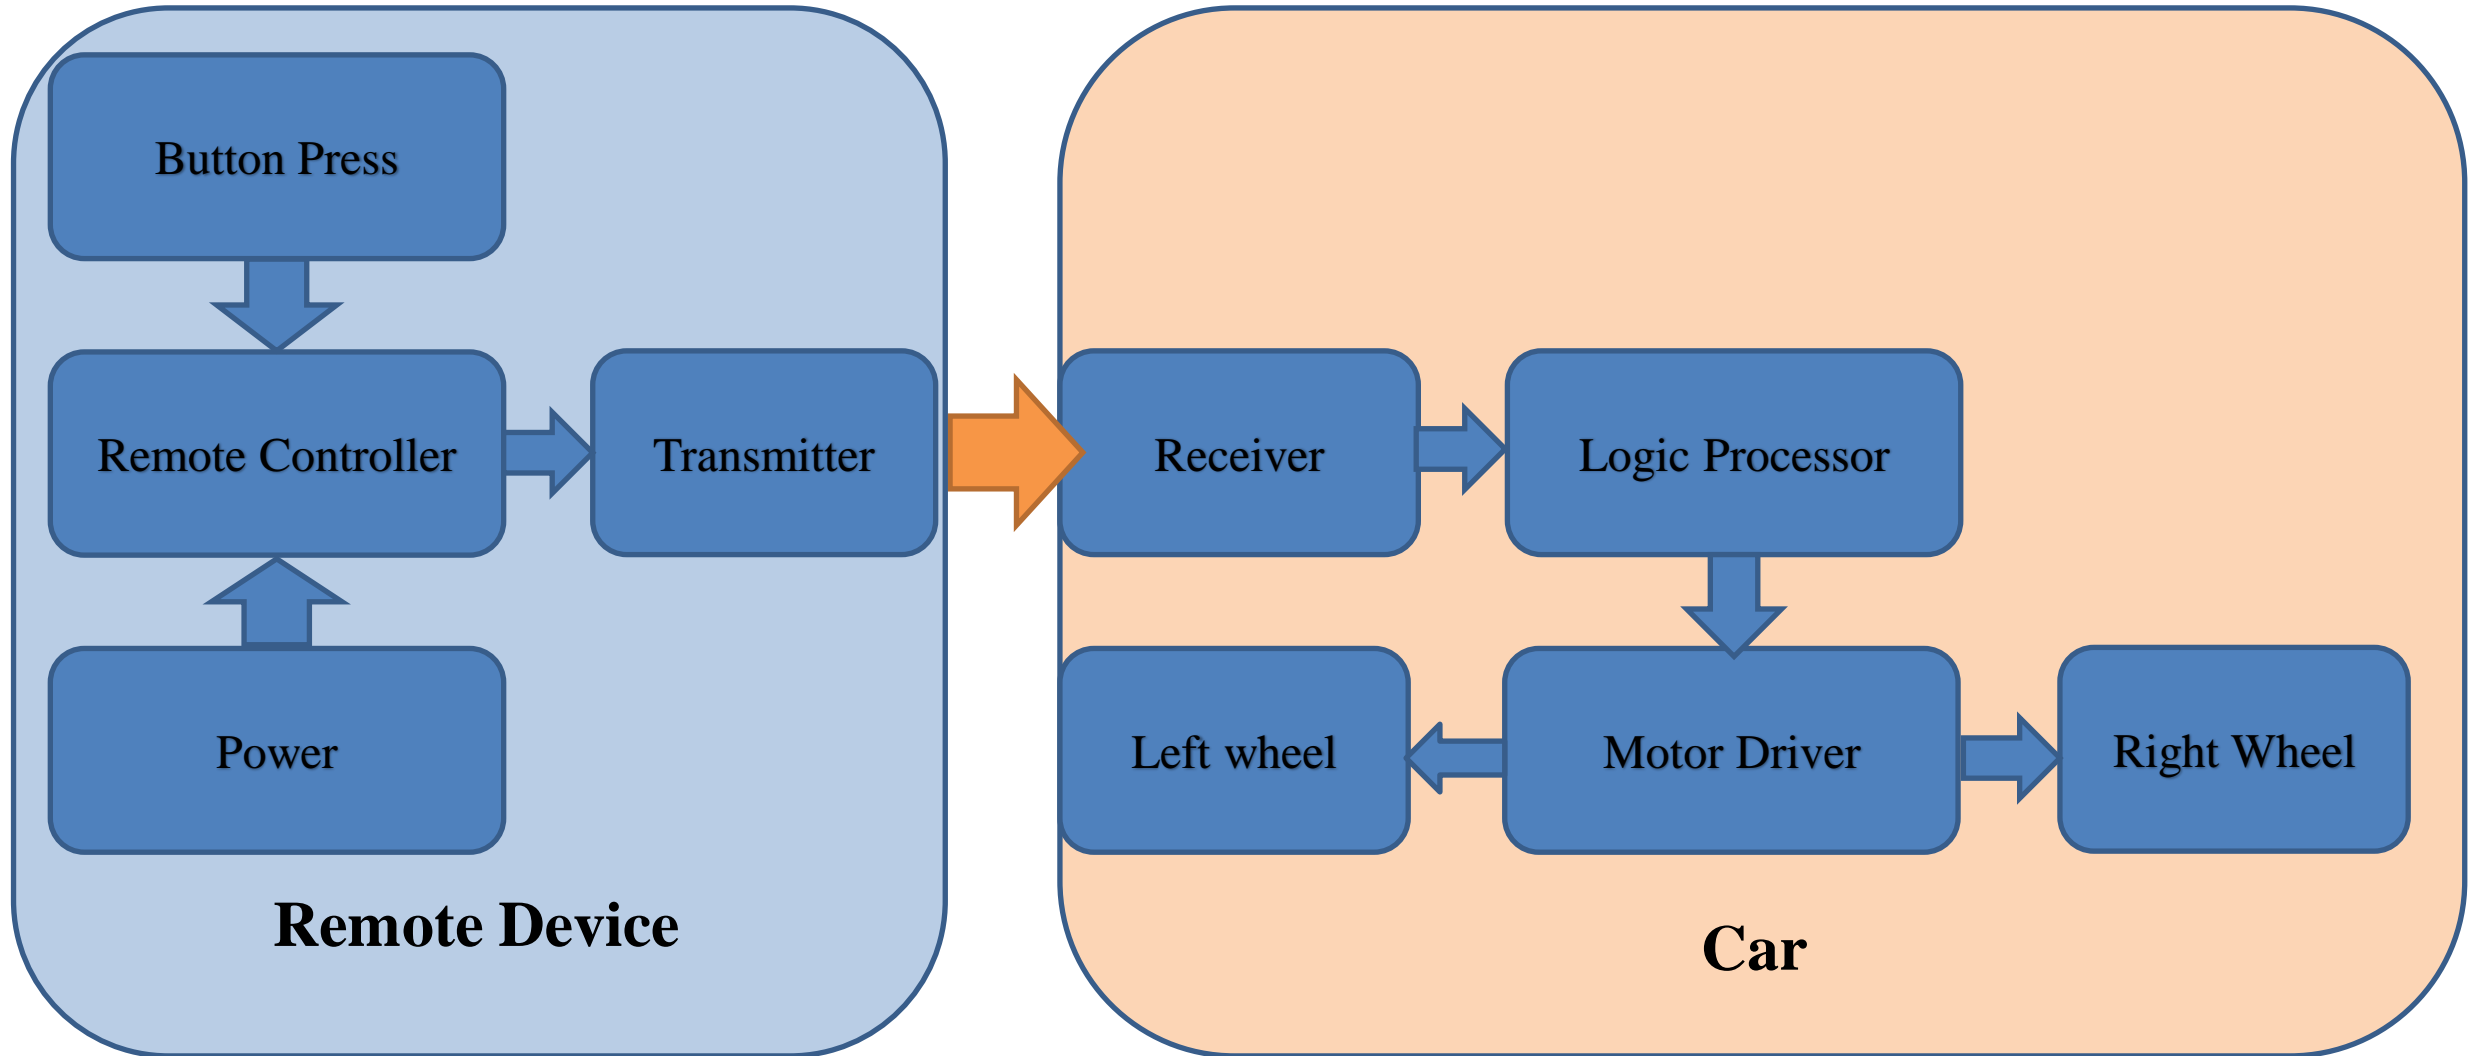 Button Press
Remote Controller
Transmitter
Power
Remote Device
Receiver
Logic Processor
Left wheel
Motor Driver
Right Wheel
Car